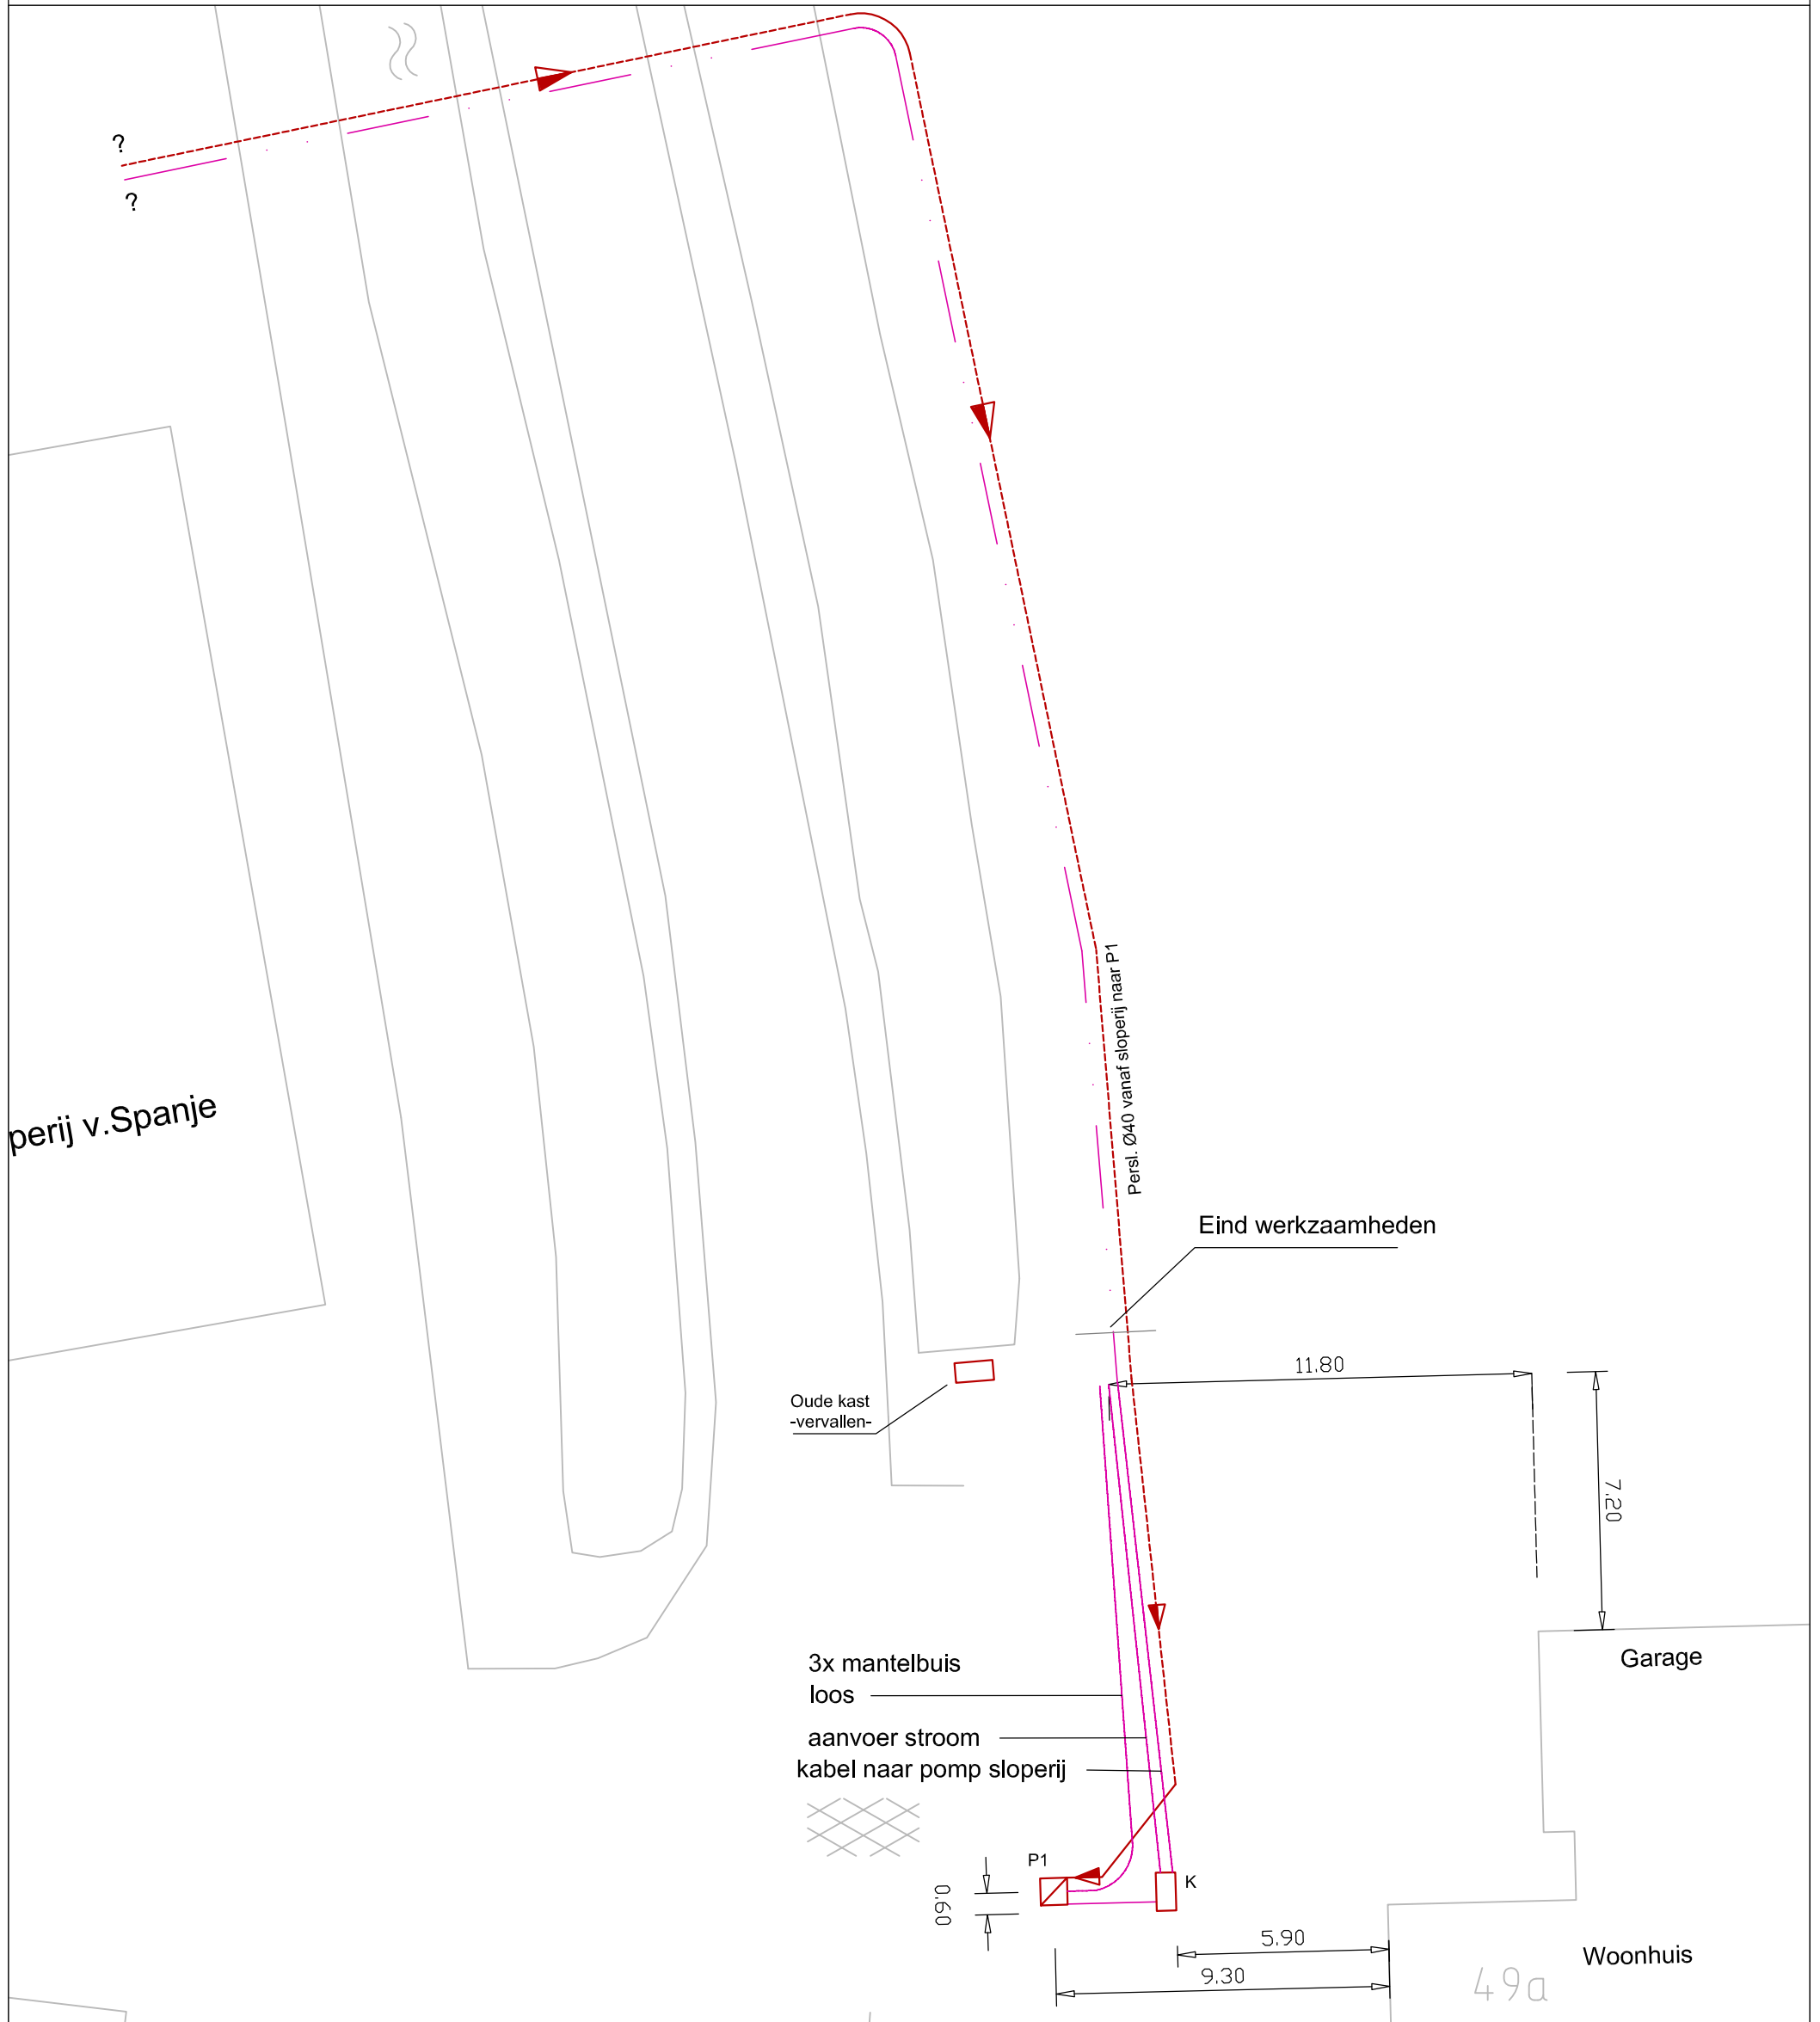 ?
?
Persl. Ø40 vanaf sloperij naar P1
perij v.Spanje
Eind werkzaamheden
11.80
Oude kast
-vervallen-
7.20
3x mantelbuis
loos
Garage
aanvoer stroom
kabel naar pomp sloperij
P1
K
0.60
5.90
Woonhuis
9.30
49a